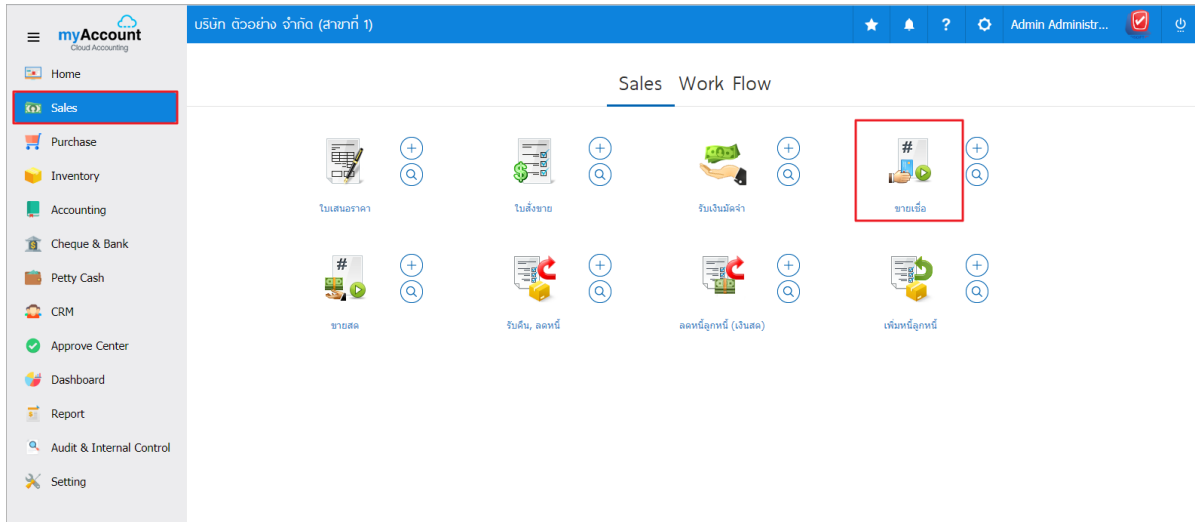 myAccount
Cloud Accounting
บริษัท ตัวอย่าง จำกัด (สาขาที่ 1)
? Admin Administr...
Home
Sales
Purchase
Inventory
Accounting
Cheque & Bank
Petty Cash
CRM
Approve Center
Dashboard
Report
Audit & Internal Control
Setting
Sales Work Flow
ใบเสนอราคา
ใบสั่งขาย
รับเงินมัดจำ
#
ขายเชื่อ
#
ขายสด
รับคืน, ลดหนี้
ลดหนี้ลูกหนี้ (เงินสด)
เพิ่มหนี้ลูกหนี้